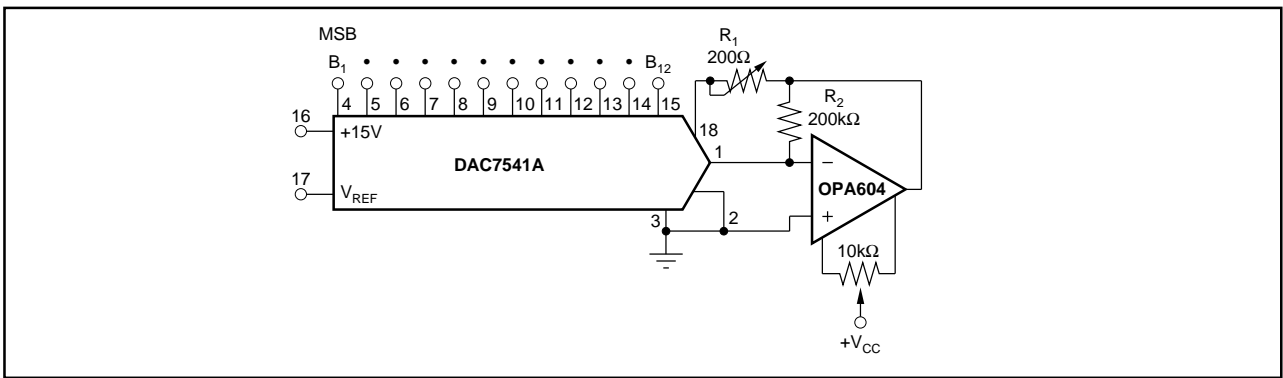 MSB
B1 • • • • • • • • • • B12
4 5 6 7 8 9 10 11 12 13 14 15
R1
200Ω
R2
200kΩ
16
+15V
18
1
DAC7541A
–
OPA604
17
VREF
+
3
2
10kΩ
+VCC